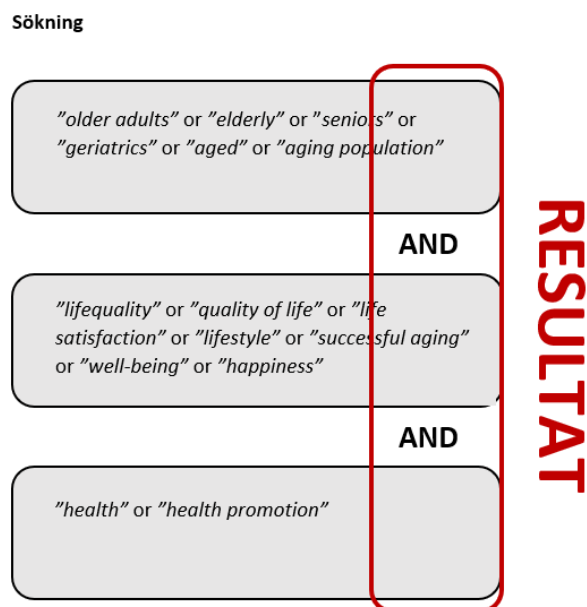 Sökning
”older adults” or ”elderly” or ”seniors” or
”geriatrics” or ”aged” or ”aging population”
AND
”lifequality” or ”quality of life” or ”life
satisfaction” or ”lifestyle” or ”successful aging”
or ”well-being” or ”happiness”
AND
”health” or ”health promotion”
RESULTAT